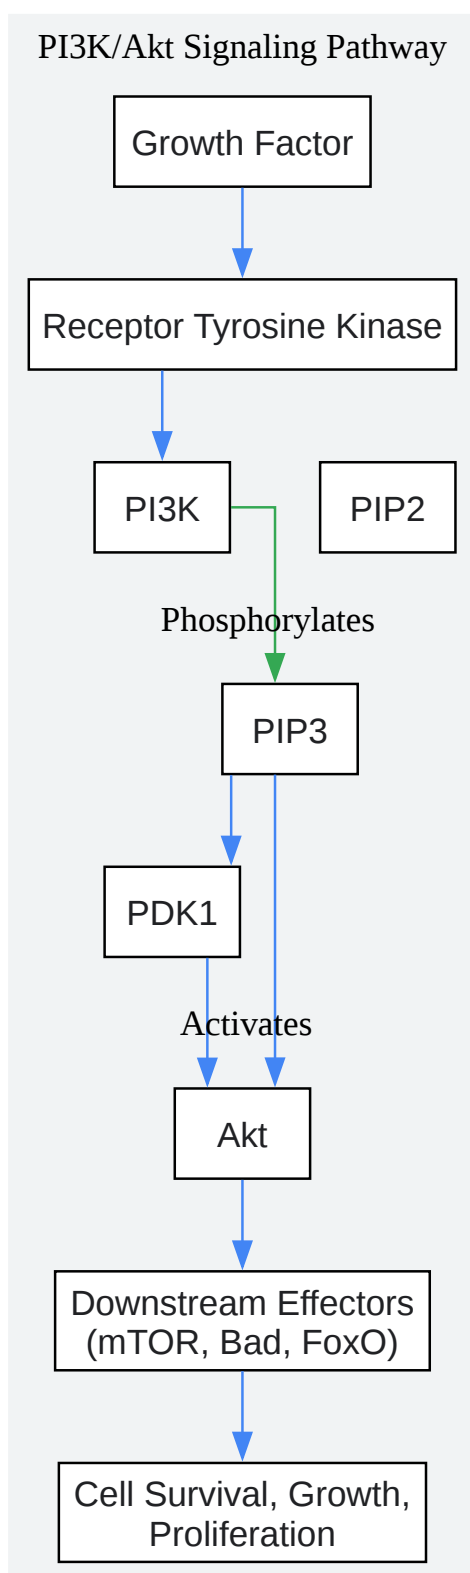 PI3K/Akt Signaling Pathway
Growth Factor
Receptor Tyrosine Kinase
PI3K
PIP2
Phosphorylates
PIP3
PDK1
Activates
Akt
Downstream Effectors
(mTOR, Bad, FoxO)
Cell Survival, Growth,
Proliferation